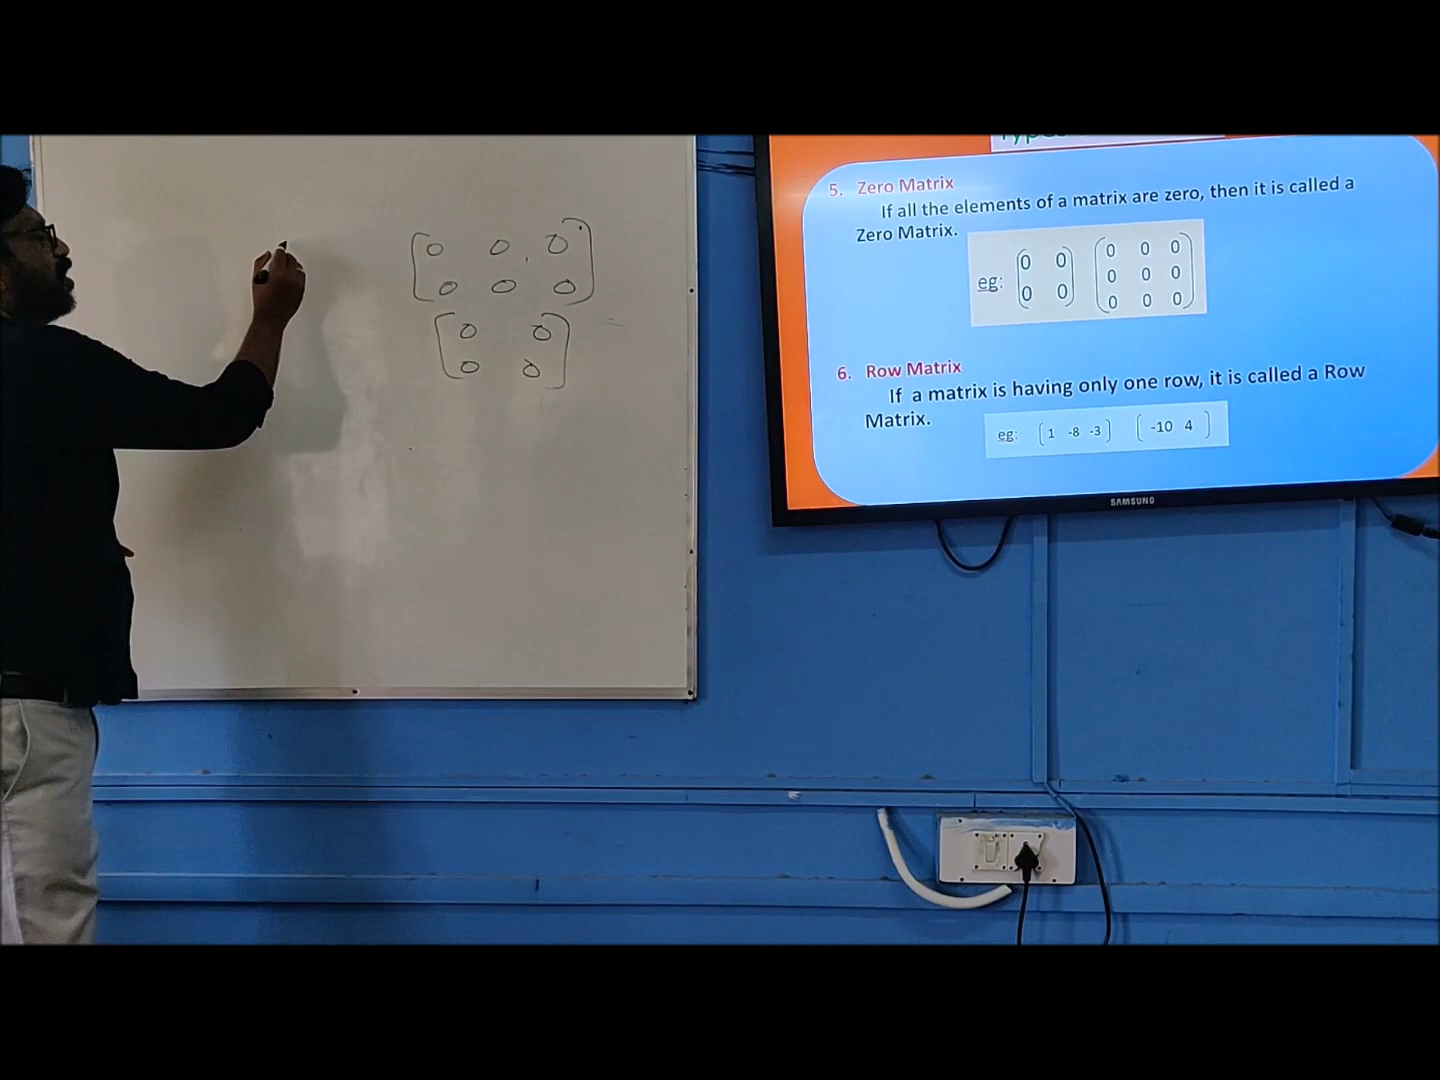 0 0 0
0 0 0
0 0
0 0
Types
5. Zero Matrix
If all the elements of a matrix are zero, then it is called a
Zero Matrix.
eg: (0 0) (0 0 0)
(0 0) (0 0 0)
(0 0 0)
6. Row Matrix
If a matrix is having only one row, it is called a Row
Matrix.
eg: (1 -8 -3) (-10 4)
SAMSUNG